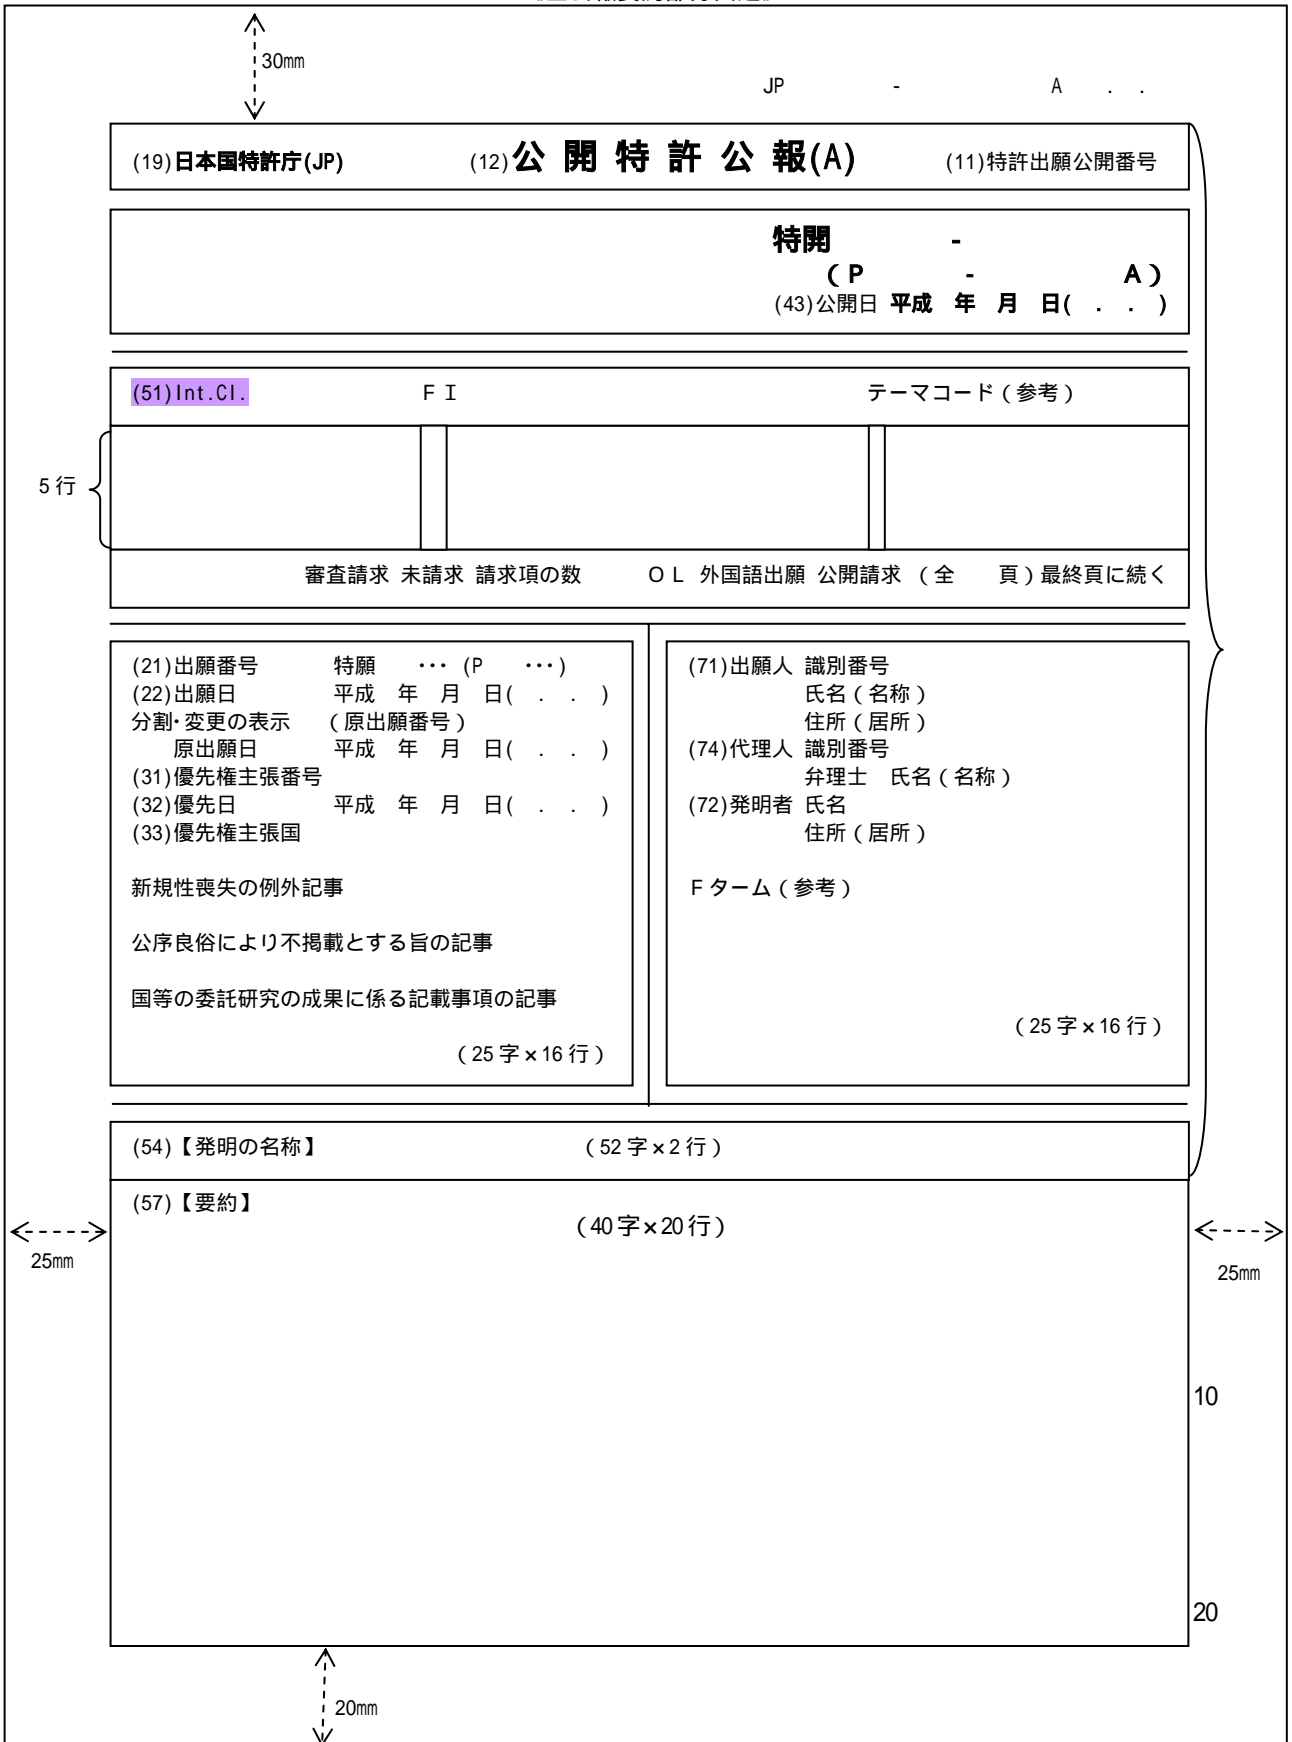 30㎜
JP - A . .
(19)日本国特許庁(JP) (12)公開特許公報(A) (11)特許出願公開番号
特開 -
(P - A)
(43)公開日 平成 年 月 日( . . )
(51)Int.Cl. FI テーマコード(参考)
5行
審査請求 未請求 請求項の数 OL 外国語出願 公開請求 (全 頁)最終頁に続く
(21)出願番号 特願 ・・・ (P ・・・)
(22)出願日 平成 年 月 日( . . )
分割・変更の表示 (原出願番号)
原出願日 平成 年 月 日( . . )
(31)優先権主張番号
(32)優先日 平成 年 月 日( . . )
(33)優先権主張国
新規性喪失の例外記事
公序良俗により不掲載とする旨の記事
国等の委託研究の成果に係る記載事項の記事
(25字×16行)
(71)出願人 識別番号
氏名(名称)
住所(居所)
(74)代理人 識別番号
弁理士 氏名(名称)
(72)発明者 氏名
住所(居所)
Fターム(参考)
(25字×16行)
(54)【発明の名称】 (52字×2行)
(57)【要約】
(40字×20行)
25㎜
25㎜
10
20
20㎜